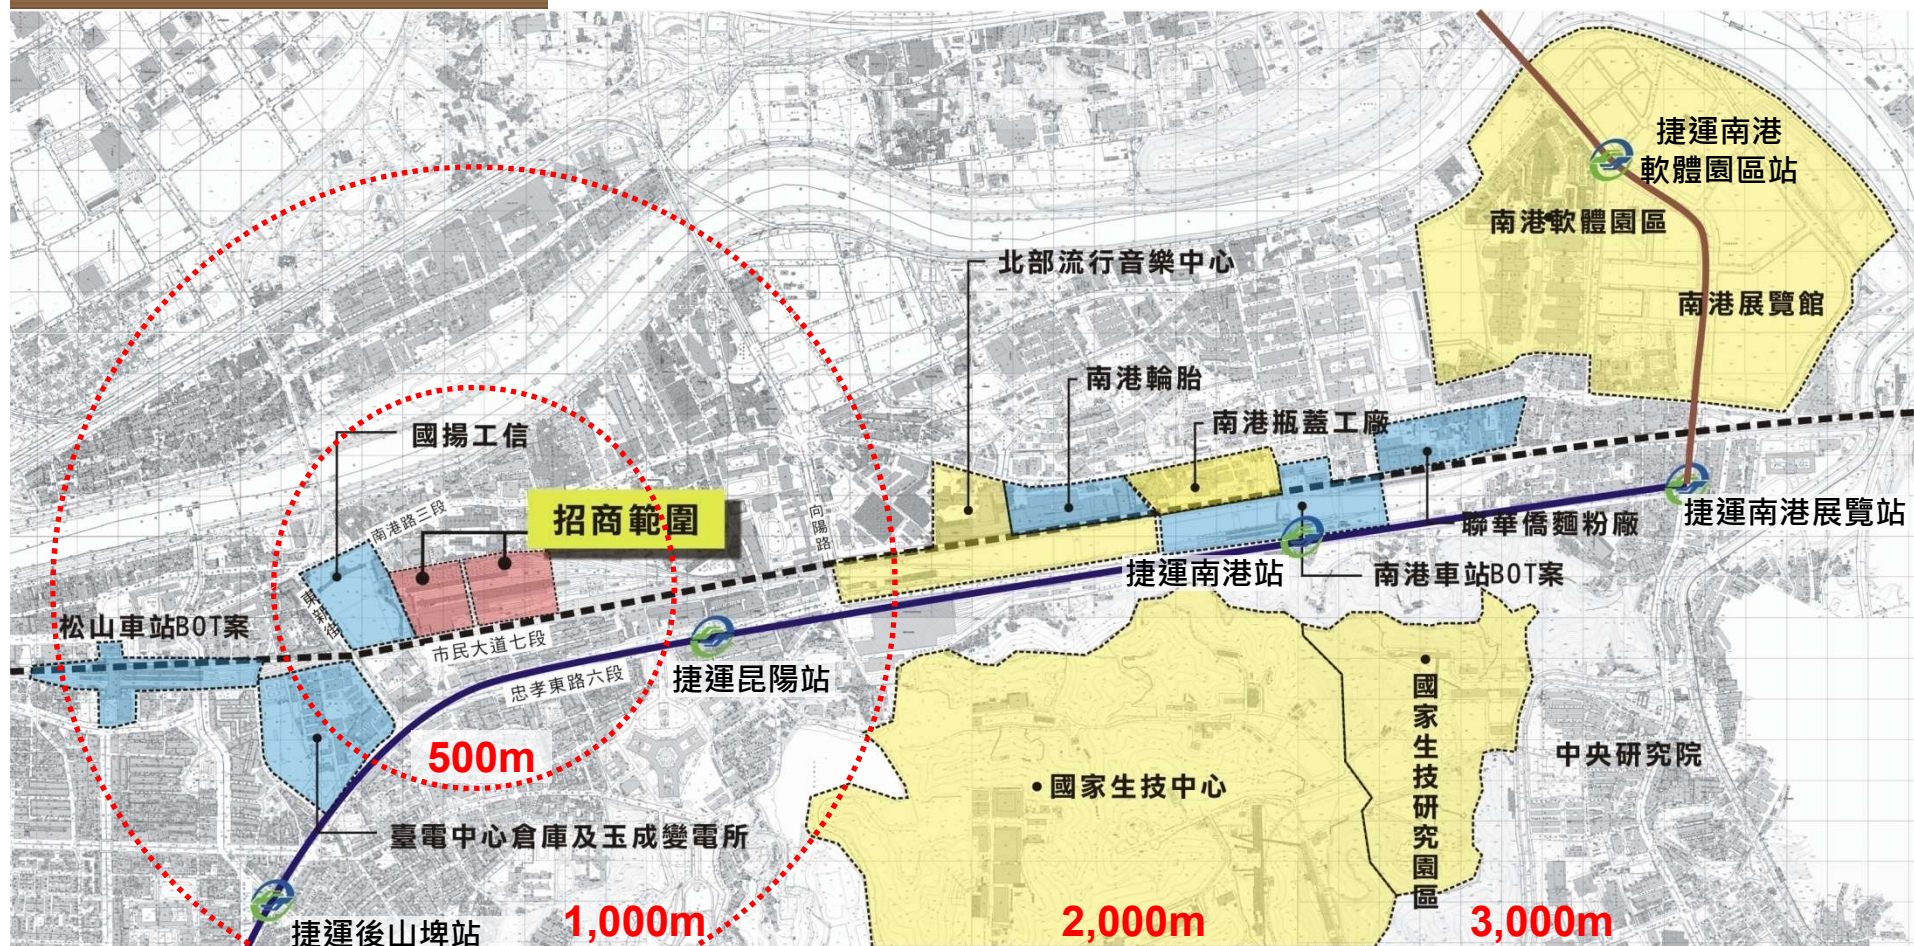 捷運南港
軟體園區站
南港軟體園區
北部流行音樂中心
南港展覽館
南港輪胎
南港瓶蓋工廠
國揚工信
招商範圍
南港路三段
向陽路
捷運南港展覽站
聯華僑麵粉廠
捷運南港站
南港車站BOT案
東新街
松山車站BOT案
市民大道七段
忠孝東路六段
捷運昆陽站
國家生技研究園區
500m
中央研究院
•國家生技中心
臺電中心倉庫及玉成變電所
1,000m
2,000m
3,000m
捷運後山埤站